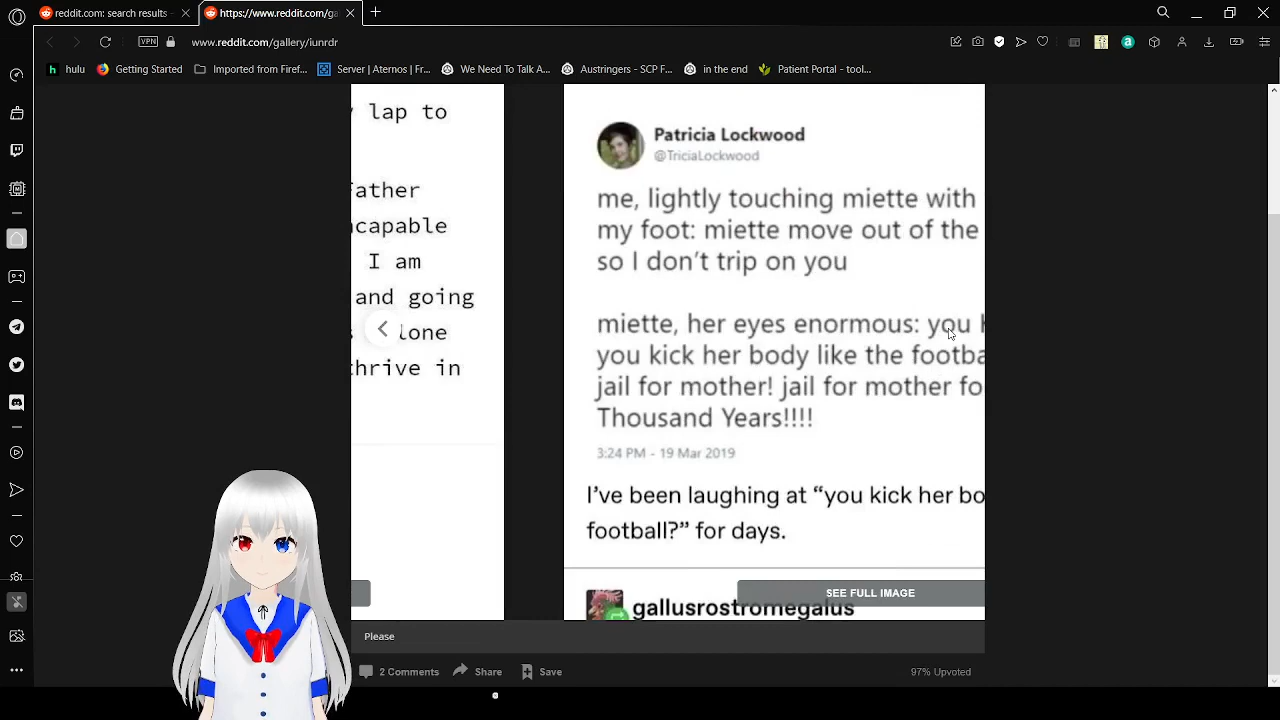 reddit.com: search results -
https://www.reddit.com/ga
VPN
www.reddit.com/gallery/iunrdr
hulu
Getting Started
Imported from Firef...
Server | Aternos | Fr...
We Need To Talk A...
Austringers - SCP F...
in the end
Patient Portal - tool...
lap to
father
ncapable
I am
and going
lone
thrive in
Patricia Lockwood
@TriciaLockwood
me, lightly touching miette with
my foot: miette move out of the
so I don't trip on you
miette, her eyes enormous: you k
you kick her body like the footba
jail for mother! jail for mother fo
Thousand Years!!!!
3:24 PM - 19 Mar 2019
I've been laughing at “you kick her bo
football?” for days.
gallusrostromegalus
SEE FULL IMAGE
Please
2 Comments
Share
Save
97% Upvoted